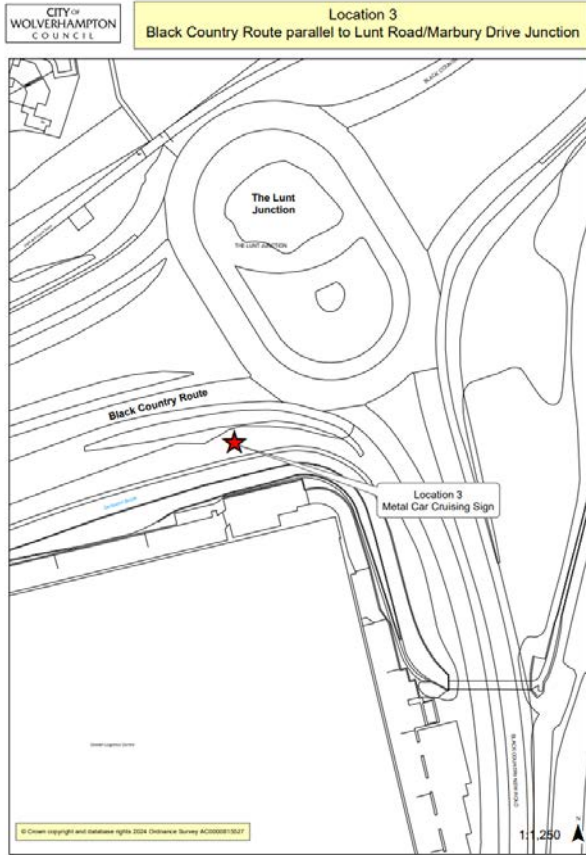 CITY OF
WOLVERHAMPTON
COUNCIL
Location 3
Black Country Route parallel to Lunt Road/Marbury Drive Junction
BLACK COUNTRY
The Lunt
Junction
THE LUNT JUNCTION
Black Country Route
Location 3
Metal Car Cruising Sign
BLACK COUNTRY NEW ROAD
© Crown copyright and database rights 2024 Ordnance Survey
1:1,250
N